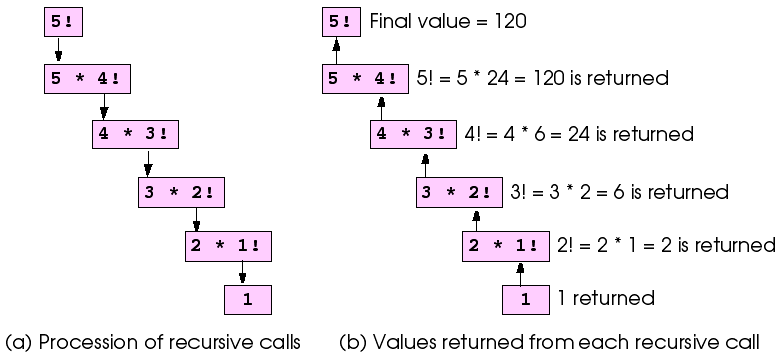 5!
5 * 4!
4 * 3!
3 * 2!
2 * 1!
1
(a) Procession of recursive calls
5! Final value = 120
5 * 4! 5! = 5 * 24 = 120 is returned
4 * 3! 4! = 4 * 6 = 24 is returned
3 * 2! 3! = 3 * 2 = 6 is returned
2 * 1! 2! = 2 * 1 = 2 is returned
1 1 returned
(b) Values returned from each recursive call